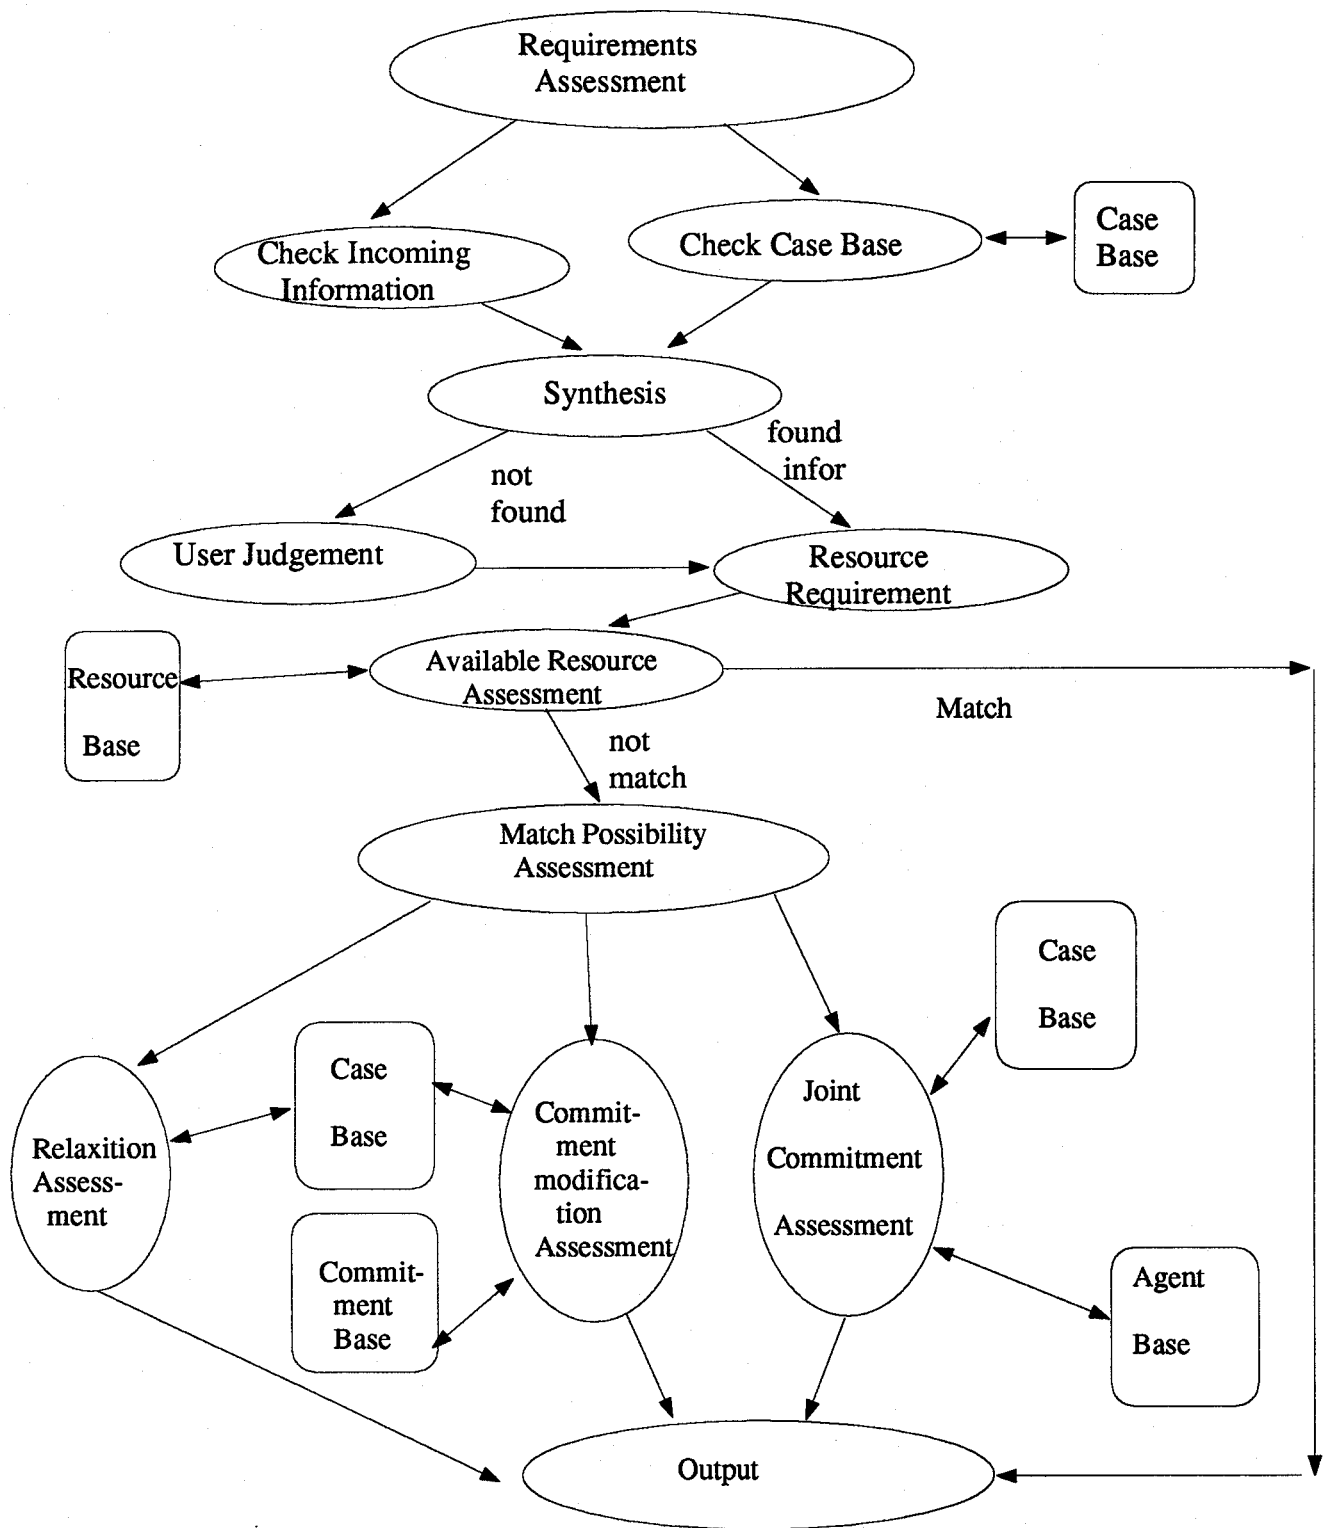 Requirements
Assessment
Check Incoming
Information
Check Case Base
Case
Base
Synthesis
found
infor
not
found
User Judgement
Resource
Requirement
Resource
Base
Available Resource
Assessment
Match
not
match
Match Possibility
Assessment
Case
Base
Relaxition
Assess-
ment
Case
Base
Commit-
ment
Base
Commit-
ment
modifica-
tion
Assessment
Joint
Commitment
Assessment
Agent
Base
Output